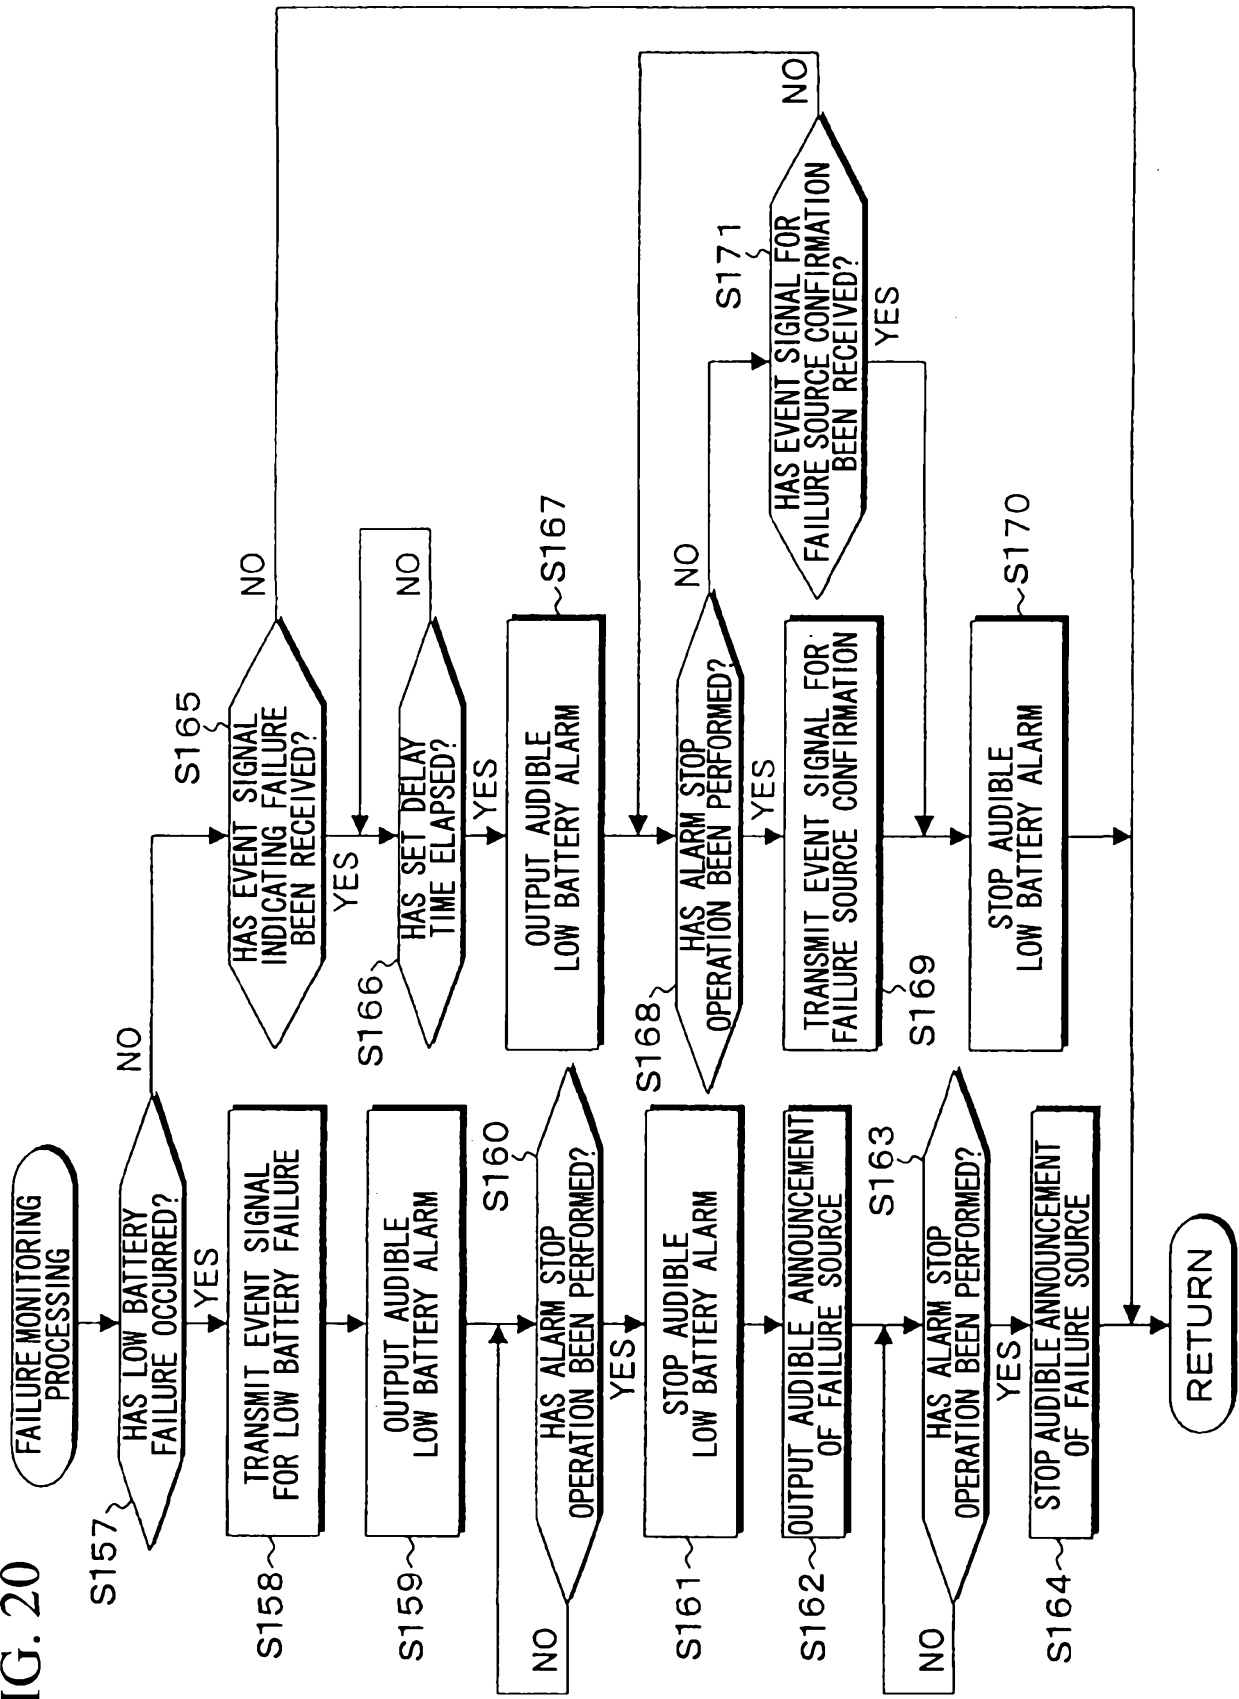 IG. 20
FAILURE MONITORING
PROCESSING
S157
HAS LOW BATTERY
FAILURE OCCURRED?
NO
YES
S158
TRANSMIT EVENT SIGNAL
FOR LOW BATTERY FAILURE
S159
OUTPUT AUDIBLE
LOW BATTERY ALARM
S160
HAS ALARM STOP
OPERATION BEEN PERFORMED?
NO
YES
S161
STOP AUDIBLE
LOW BATTERY ALARM
S162
OUTPUT AUDIBLE ANNOUNCEMENT
OF FAILURE SOURCE
S163
HAS ALARM STOP
OPERATION BEEN PERFORMED?
NO
YES
S164
STOP AUDIBLE ANNOUNCEMENT
OF FAILURE SOURCE
RETURN
S165
HAS EVENT SIGNAL
INDICATING FAILURE
BEEN RECEIVED?
NO
YES
S166
HAS SET DELAY
TIME ELAPSED?
NO
YES
S167
OUTPUT AUDIBLE
LOW BATTERY ALARM
S168
HAS ALARM STOP
OPERATION BEEN PERFORMED?
NO
YES
S169
TRANSMIT EVENT SIGNAL FOR
FAILURE SOURCE CONFIRMATION
S170
STOP AUDIBLE
LOW BATTERY ALARM
S171
HAS EVENT SIGNAL FOR
FAILURE SOURCE CONFIRMATION
BEEN RECEIVED?
NO
YES